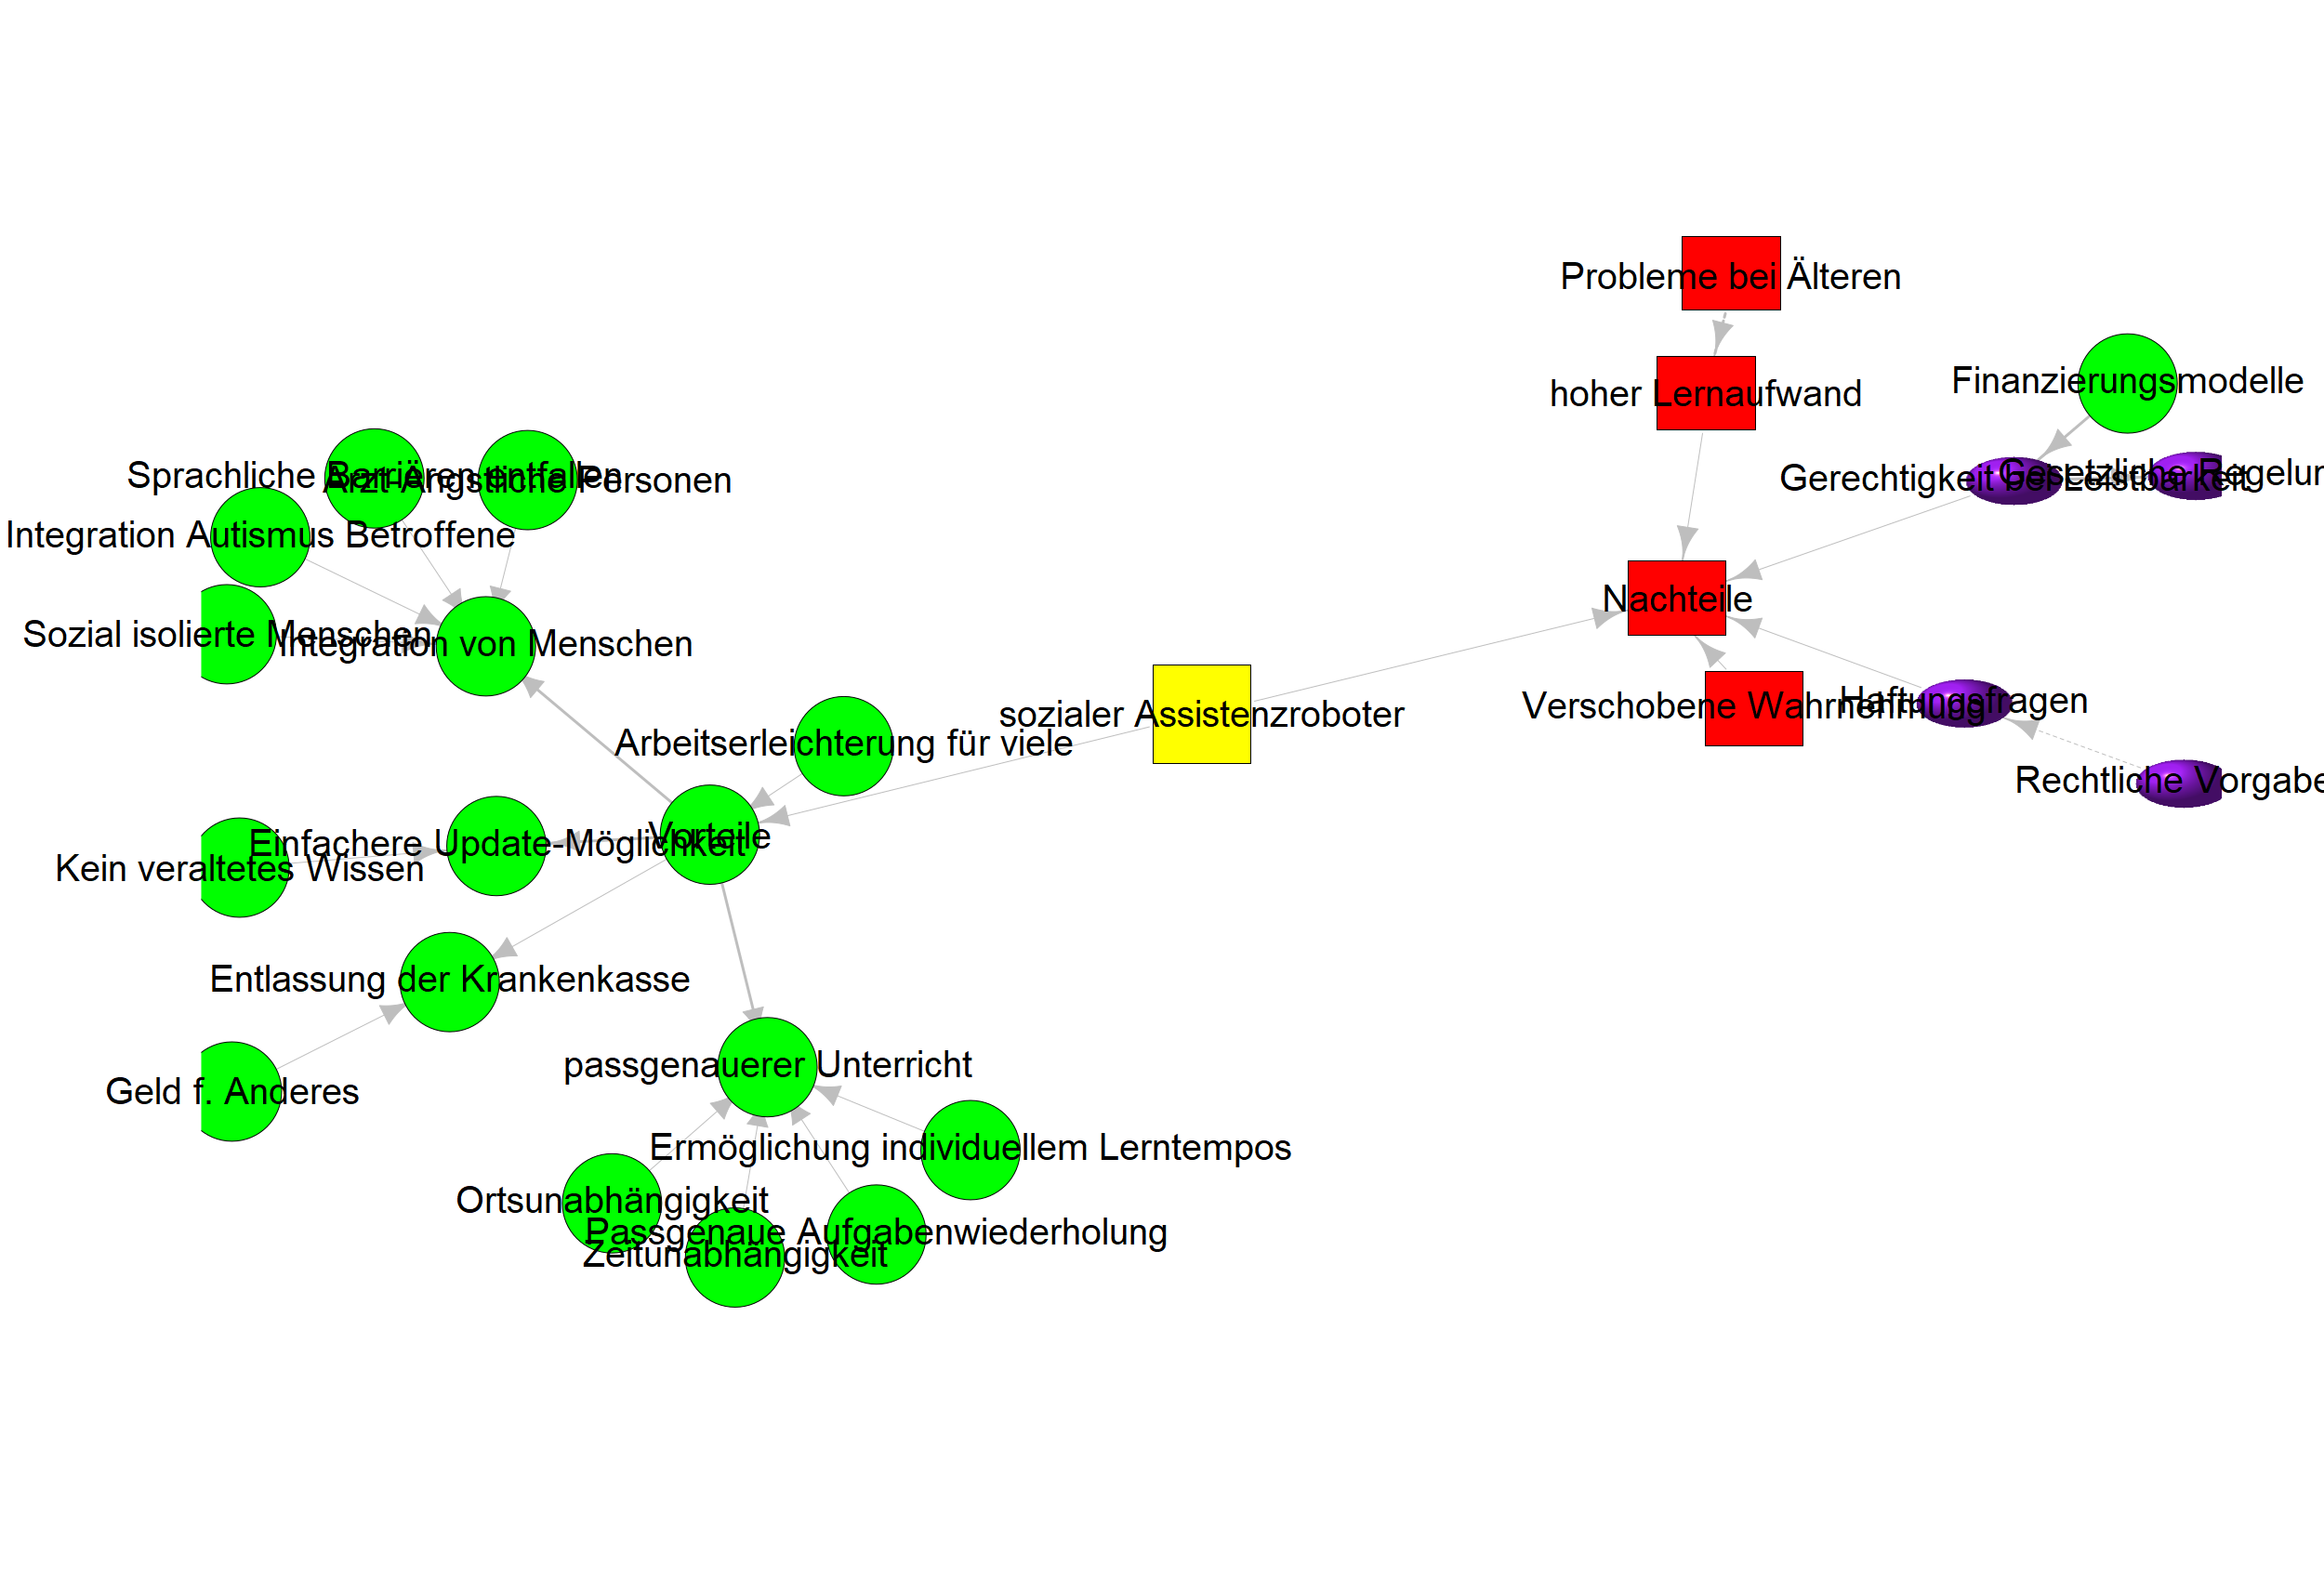 Probleme bei Älteren
hoher Lernaufwand
Finanzierungsmodelle
Sprachliche Barrieren entfallen
Arzt-Ängstliche Personen
Gerechtigkeit bei Leistbarkeit
Gesetzliche Regelun
Integration Autismus Betroffene
Nachteile
Sozial isolierte Menschen
Integration von Menschen
sozialer Assistenzroboter
Verschobene Wahrnehmung
Haftungsfragen
Arbeitserleichterung für viele
Rechtliche Vorgabe
Vorteile
Einfachere Update-Möglichkeit
Kein veraltetes Wissen
Entlassung der Krankenkasse
passgenauerer Unterricht
Geld f. Anderes
Ermöglichung individuellem Lerntempos
Ortsunabhängigkeit
Passgenaue Aufgabenwiederholung
Zeitunabhängigkeit